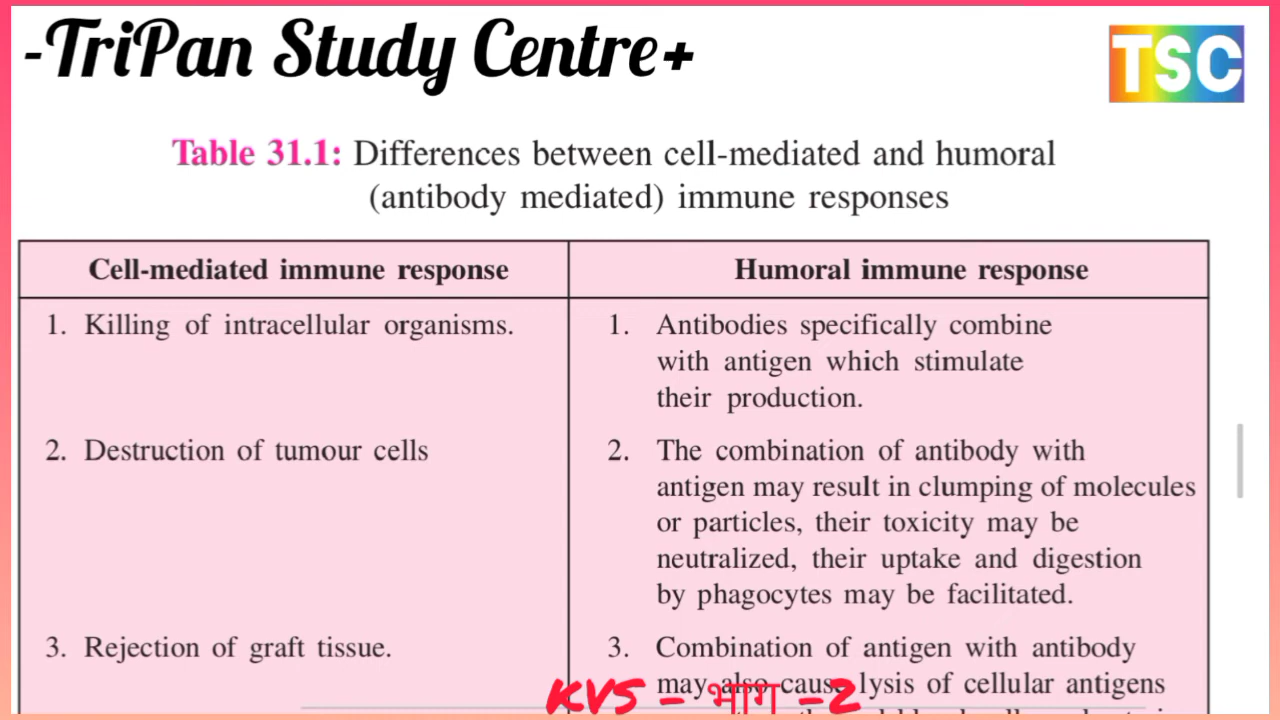 -TriPan Study Centre+
TSC
Table 31.1: Differences between cell-mediated and humoral
(antibody mediated) immune responses
Cell-mediated immune response
Humoral immune response
1. Killing of intracellular organisms.
1. Antibodies specifically combine
with antigen which stimulate
their production.
2. Destruction of tumour cells
2. The combination of antibody with
antigen may result in clumping of molecules
or particles, their toxicity may be
neutralized, their uptake and digestion
by phagocytes may be facilitated.
3. Rejection of graft tissue.
3. Combination of antigen with antibody
may also cause lysis of cellular antigens
KVS - भाग -2